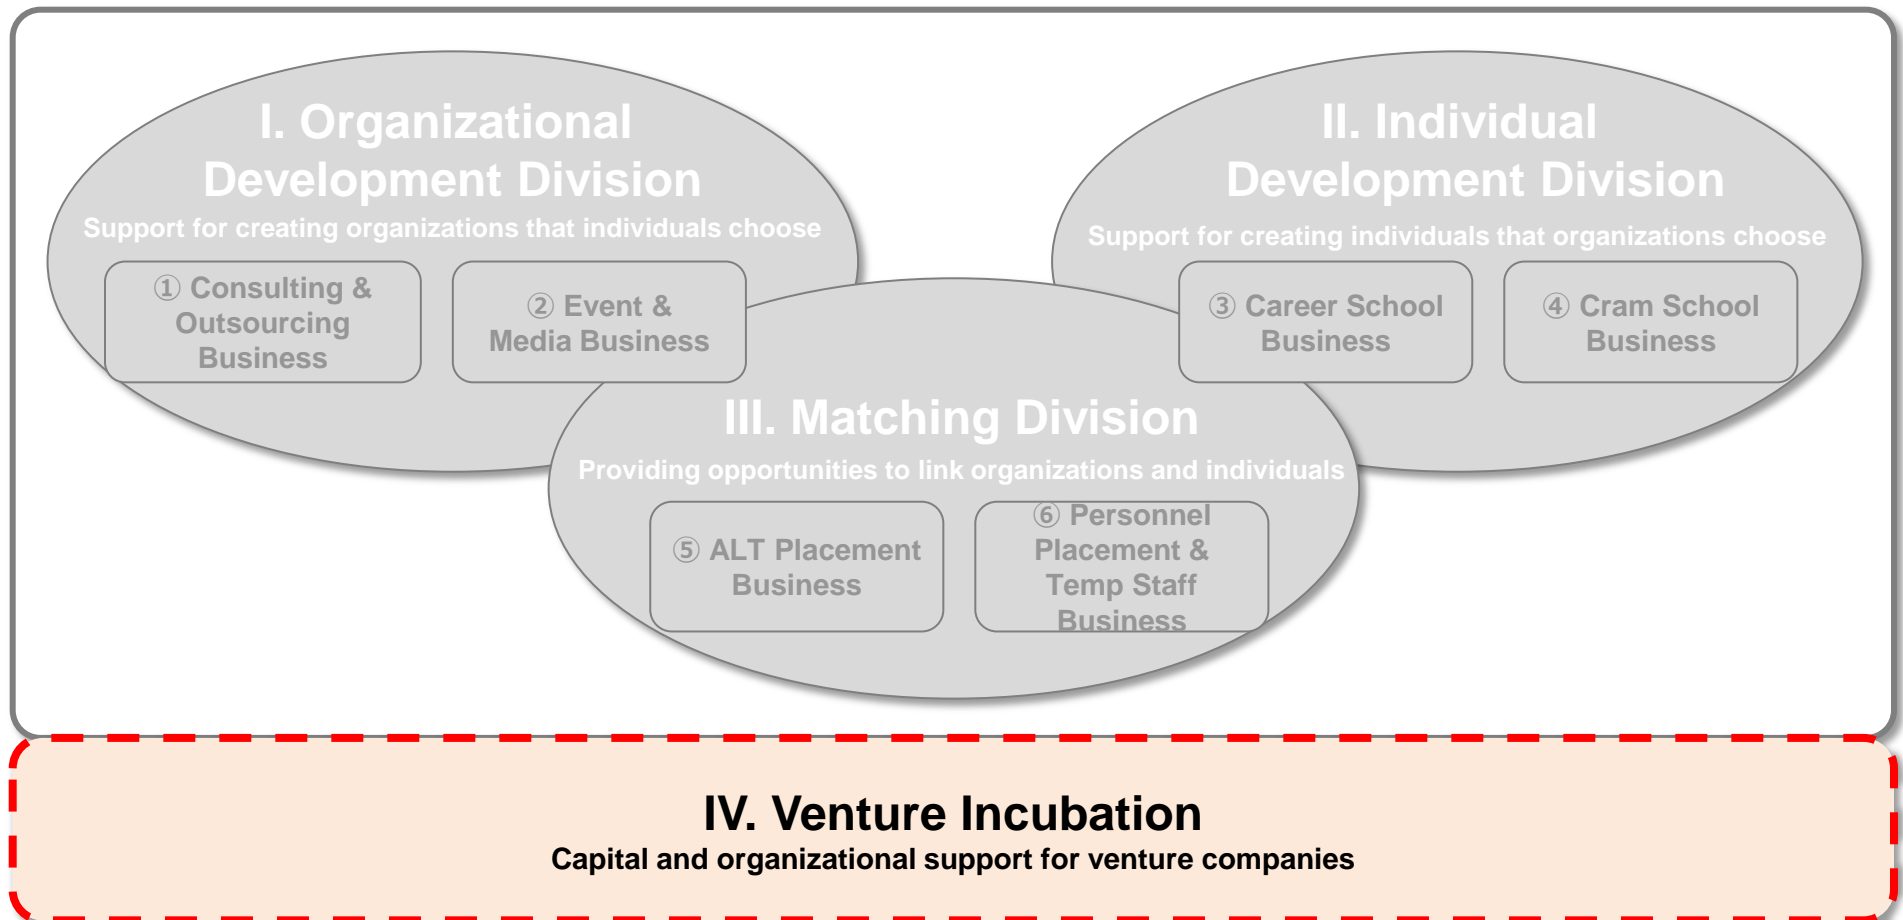 I. Organizational
Development Division
Support for creating organizations that individuals choose
① Consulting &
Outsourcing
Business
② Event &
Media Business
II. Individual
Development Division
Support for creating individuals that organizations choose
③ Career School
Business
④ Cram School
Business
III. Matching Division
Providing opportunities to link organizations and individuals
⑤ ALT Placement
Business
⑥ Personnel
Placement &
Temp Staff
Business
IV. Venture Incubation
Capital and organizational support for venture companies